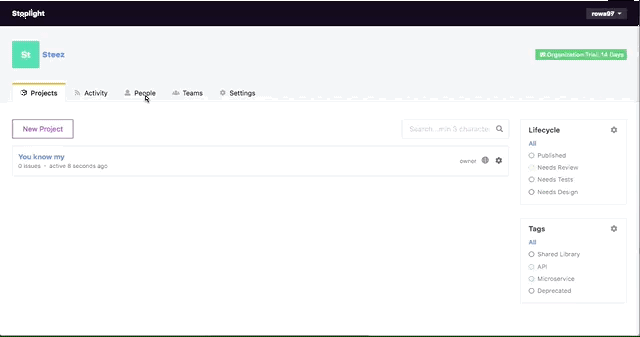 Stoplight
rowa97
St
Steez
Organization Trial: 14 Days
Projects
Activity
People
Teams
Settings
New Project
Search... min 3 characte
You know my
0 issues - active 8 seconds ago
owner
Lifecycle
All
Published
Needs Review
Needs Tests
Needs Design
Tags
All
Shared Library
API
Microservice
Deprecated